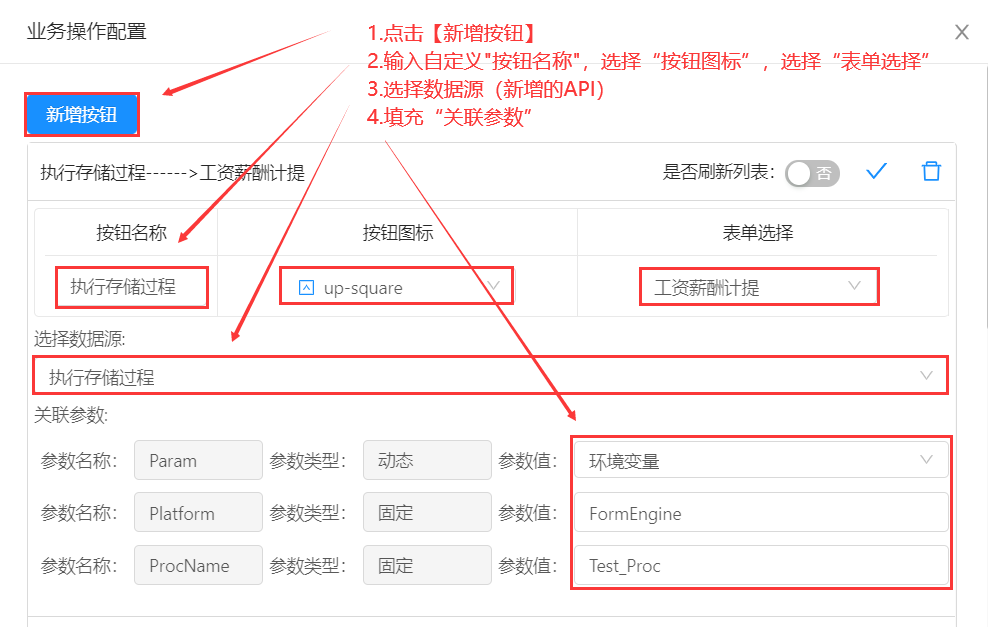 业务操作配置
1.点击【新增按钮】
2.输入自定义"按钮名称"，选择“按钮图标”，选择“表单选择”
3.选择数据源（新增的API）
4.填充“关联参数”
新增按钮
执行存储过程------>工资薪酬计提 是否刷新列表: 否
按钮名称 按钮图标 表单选择
执行存储过程 up-square 工资薪酬计提
选择数据源:
执行存储过程
关联参数:
参数名称: Param 参数类型: 动态 参数值: 环境变量
参数名称: Platform 参数类型: 固定 参数值: FormEngine
参数名称: ProcName 参数类型: 固定 参数值: Test_Proc